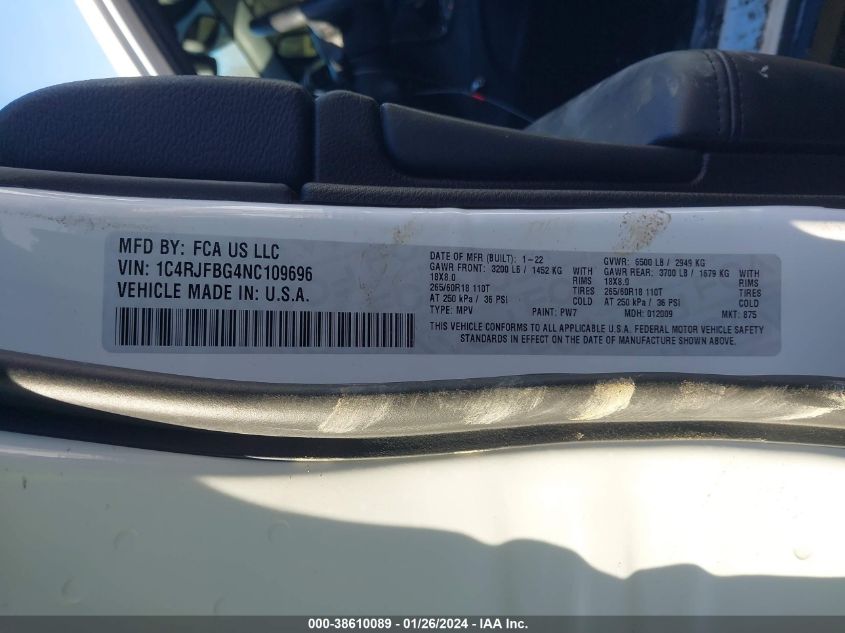 MFD BY: FCA US LLC
VIN: 1C4RJFBG4NC109696
VEHICLE MADE IN: U.S.A.
DATE OF MFR (BUILT): 1-22
GAWR FRONT: 3200 LB / 1452 KG WITH
18X8.0 RIMS
265/60R18 110T TIRES
AT 250 kPa / 36 PSI COLD
TYPE: MPV PAINT: PW7
GVWR: 6500 LB / 2949 KG
GAWR REAR: 3700 LB / 1679 KG WITH
18X8.0 RIMS
265/60R18 110T TIRES
AT 250 kPa / 36 PSI COLD
MDH: 012009 MKT: 875
THIS VEHICLE CONFORMS TO ALL APPLICABLE U.S.A. FEDERAL MOTOR VEHICLE SAFETY
STANDARDS IN EFFECT ON THE DATE OF MANUFACTURE SHOWN ABOVE.
000-38610089 - 01/26/2024 - IAA Inc.